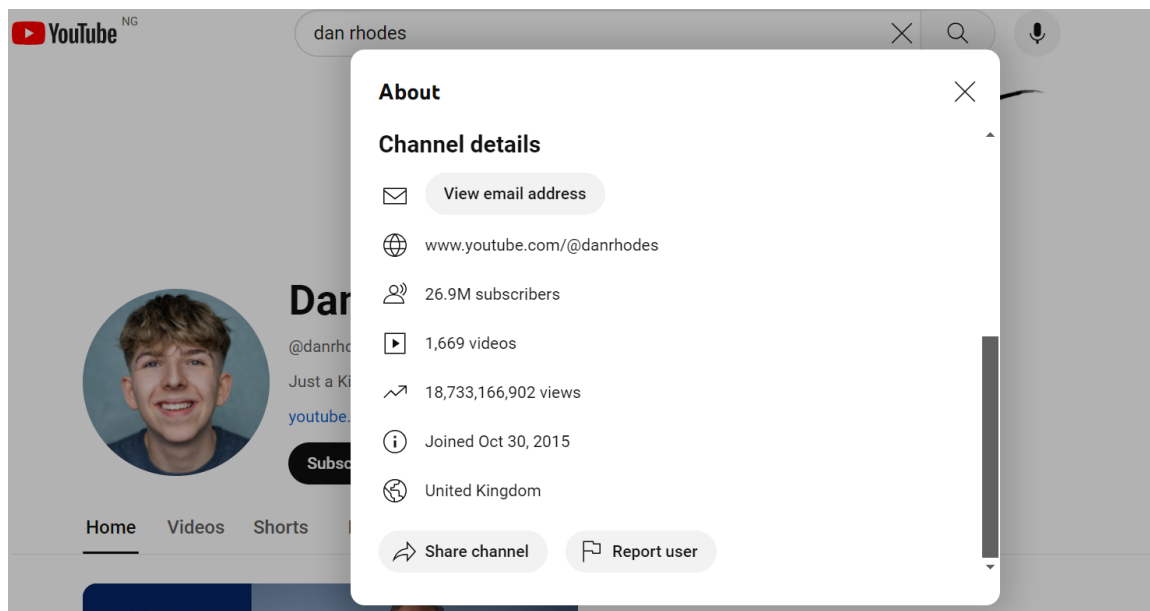 YouTube NG
dan rhodes
About
Channel details
View email address
www.youtube.com/@danrhodes
26.9M subscribers
1,669 videos
18,733,166,902 views
Joined Oct 30, 2015
United Kingdom
Share channel Report user
Dan
@danrho
Just a Ki
youtube.
Subsc
Home Videos Shorts